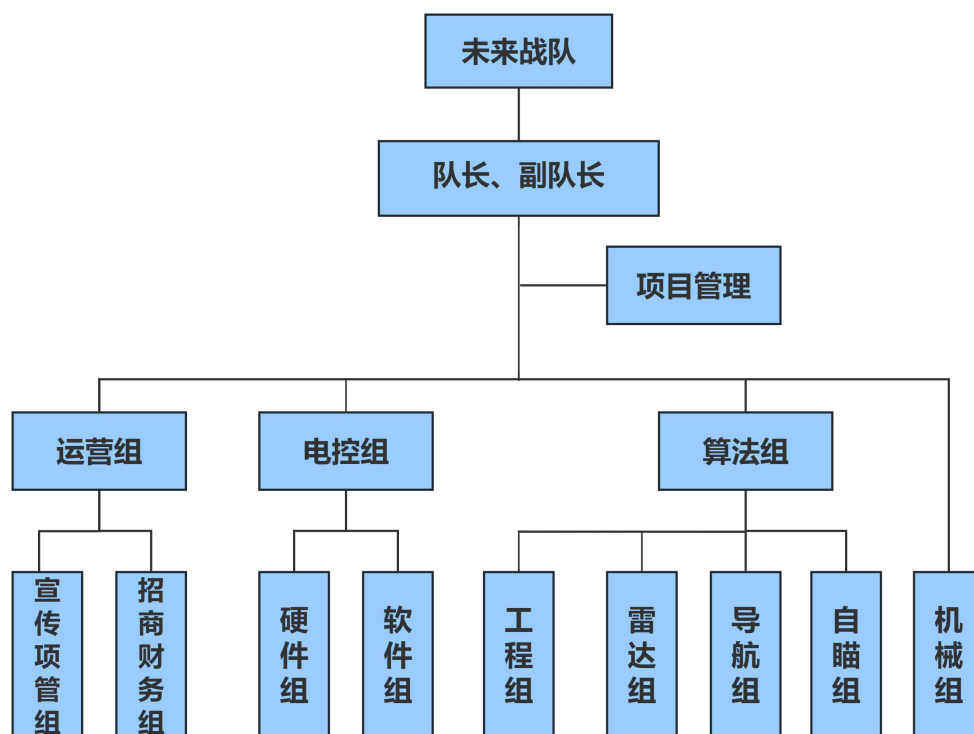 未来战队
队长、副队长
项目管理
运营组
电控组
算法组
宣传项管组
招商财务组
硬件组
软件组
工程组
雷达组
导航组
自瞄组
机械组